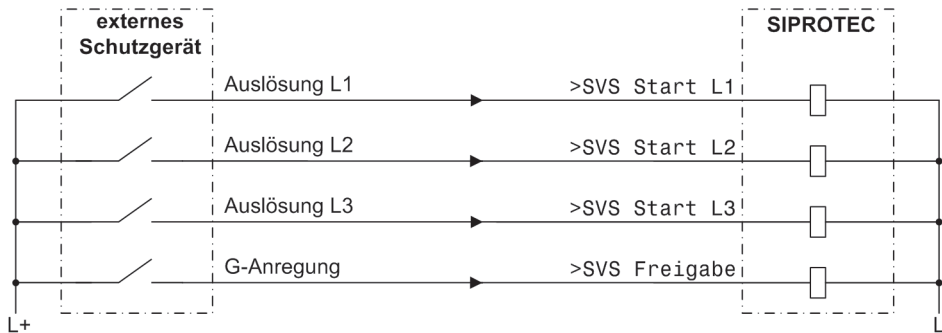 externes
Schutzgerät
SIPROTEC
Auslösung L1
>SVS Start L1
Auslösung L2
>SVS Start L2
Auslösung L3
>SVS Start L3
G-Anregung
>SVS Freigabe
L+
L